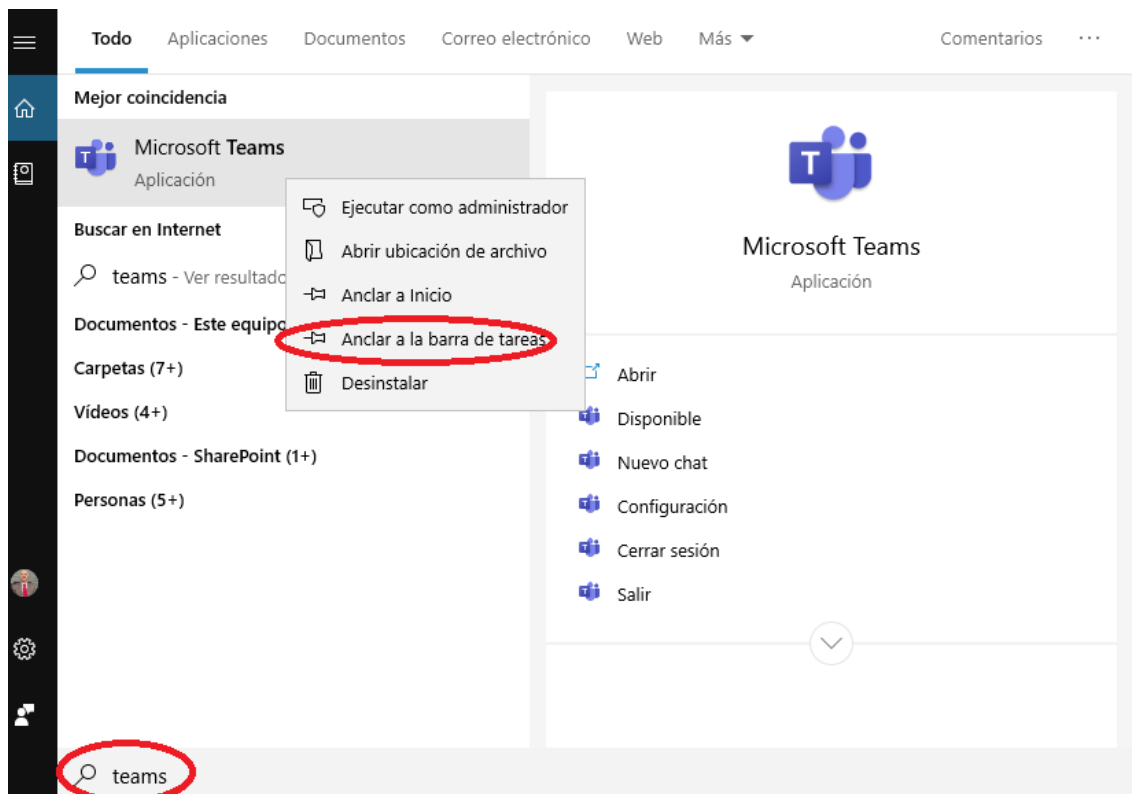 Todo Aplicaciones Documentos Correo electrónico Web Más Comentarios ...
Mejor coincidencia
Microsoft Teams
Aplicación
Buscar en Internet
teams - Ver resultado
Documentos - Este equipo
Carpetas (7+)
Vídeos (4+)
Documentos - SharePoint (1+)
Personas (5+)
Ejecutar como administrador
Abrir ubicación de archivo
Anclar a Inicio
Anclar a la barra de tareas
Desinstalar
T
Microsoft Teams
Aplicación
Abrir
Disponible
Nuevo chat
Configuración
Cerrar sesión
Salir
teams